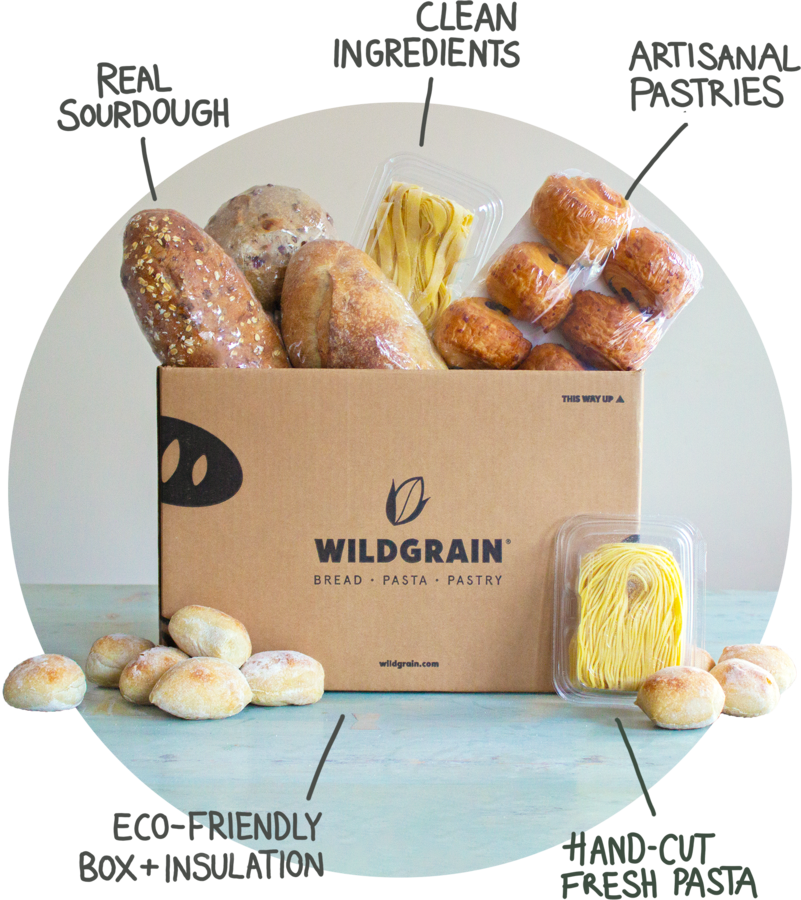 CLEAN
INGREDIENTS
ARTISANAL
PASTRIES
REAL
SOURDOUGH
THIS WAY UP
WILDGRAIN®
BREAD · PASTA · PASTRY
wildgrain.com
ECO-FRIENDLY
BOX+INSULATION
HAND-CUT
FRESH PASTA